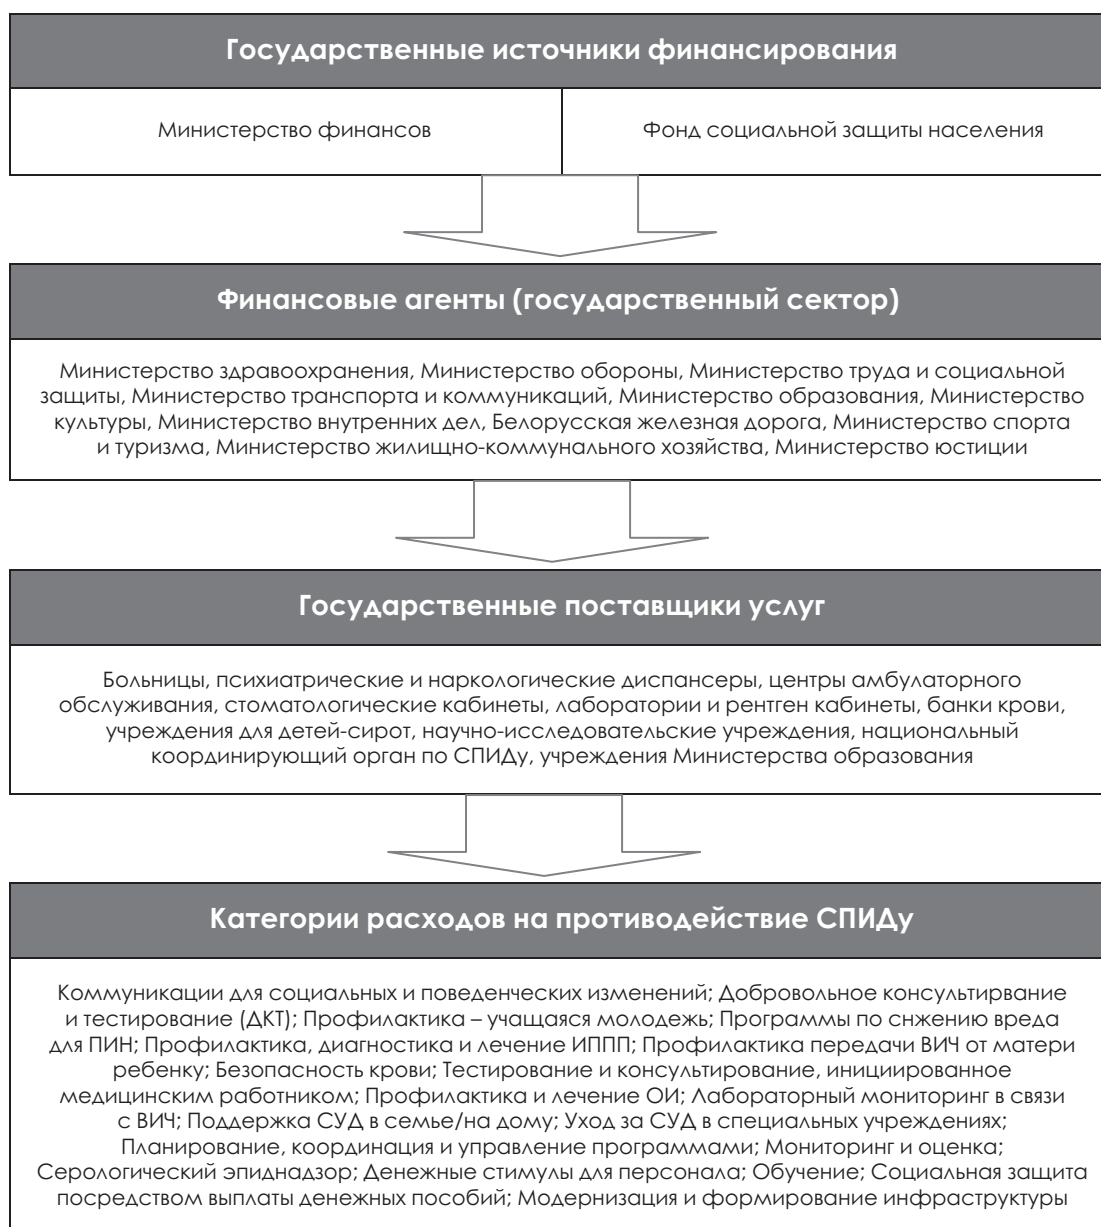 Государственные источники финансирования
Министерство финансов
Фонд социальной защиты населения
Финансовые агенты (государственный сектор)
Министерство здравоохранения, Министерство обороны, Министерство труда и социальной
защиты, Министерство транспорта и коммуникаций, Министерство образования, Министерство
культуры, Министерство внутренних дел, Белорусская железная дорога, Министерство спорта
и туризма, Министерство жилищно-коммунального хозяйства, Министерство юстиции
Государственные поставщики услуг
Больницы, психиатрические и наркологические диспансеры, центры амбулаторного
обслуживания, стоматологические кабинеты, лаборатории и рентген кабинеты, банки крови,
учреждения для детей-сирот, научно-исследовательские учреждения, национальный
координирующий орган по СПИДу, учреждения Министерства образования
Категории расходов на противодействие СПИДу
Коммуникации для социальных и поведенческих изменений; Добровольное консультирвание
и тестирование (ДКТ); Профилактика – учащаяся молодежь; Программы по снжению вреда
для ПИН; Профилактика, диагностика и лечение ИППП; Профилактика передачи ВИЧ от матери
ребенку; Безопасность крови; Тестирование и консультирование, инициированное
медицинским работником; Профилактика и лечение ОИ; Лабораторный мониторинг в связи
с ВИЧ; Поддержка СУД в семье/на дому; Уход за СУД в специальных учреждениях;
Планирование, координация и управление программами; Мониторинг и оценка;
Серологический эпиднадзор; Денежные стимулы для персонала; Обучение; Социальная защита
посредством выплаты денежных пособий; Модернизация и формирование инфраструктуры